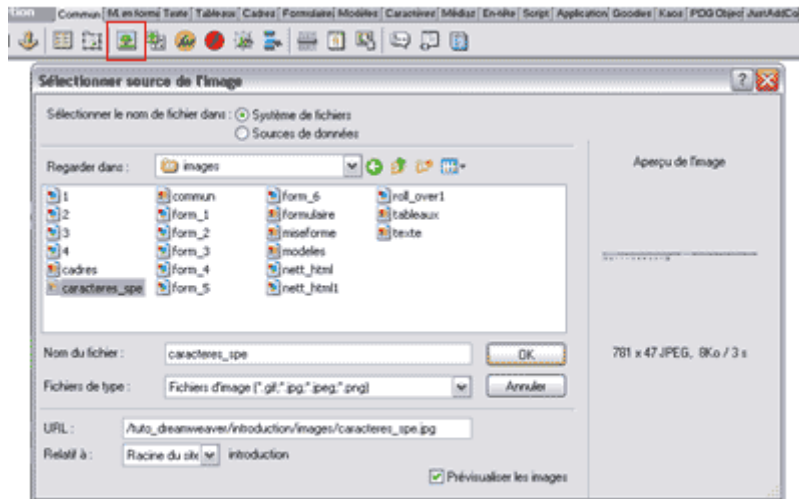 ction Commun M. en forme Texte Tableaux Cadres Formulaires Modèles Caractères Médias En-tête Script Application Goodies Kaos PDG Object JustAddCo
Sélectionner source de l'image
Sélectionner le nom de fichier dans : Système de fichiers
Sources de données
Regarder dans : images
Aperçu de l'image
1 commun form_6 roll_over1
2 form_1 formulaire tableaux
3 form_2 miseforme texte
4 form_3 modeles
cadres form_4 nett_html
caracteres_spe form_5 nett_html1
Nom du fichier : caracteres_spe OK 781 x 47 JPEG, 8Ko / 3 s
Fichiers de type : Fichiers d'image (*.gif;*.jpg;*.jpeg;*.png) Annuler
URL : /tuto_dreamweaver/introduction/images/caracteres_spe.jpg
Relatif à : Racine du site introduction
Prévisualiser les images